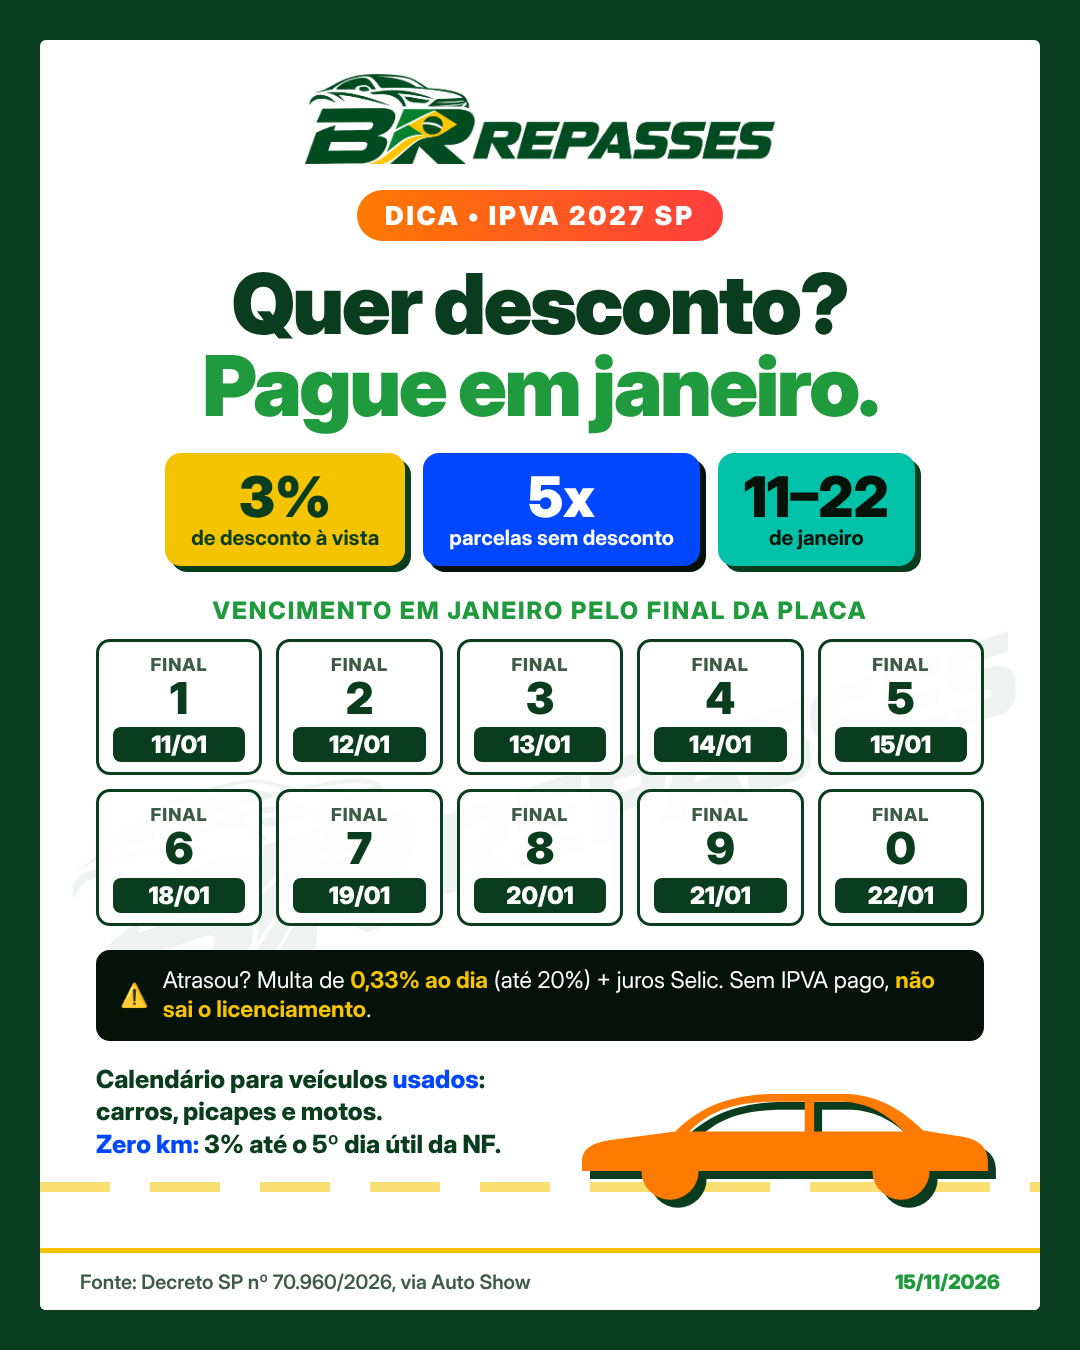 BR REPASSES
DICA • IPVA 2027 SP
Quer desconto?
Pague em janeiro.
3%
de desconto à vista
5x
parcelas sem desconto
11–22
de janeiro
VENCIMENTO EM JANEIRO PELO FINAL DA PLACA
FINAL
1
11/01
FINAL
2
12/01
FINAL
3
13/01
FINAL
4
14/01
FINAL
5
15/01
FINAL
6
18/01
FINAL
7
19/01
FINAL
8
20/01
FINAL
9
21/01
FINAL
0
22/01
⚠️ Atrasou? Multa de 0,33% ao dia (até 20%) + juros Selic. Sem IPVA pago, não
sai o licenciamento.
Calendário para veículos usados:
carros, picapes e motos.
Zero km: 3% até o 5º dia útil da NF.
Fonte: Decreto SP nº 70.960/2026, via Auto Show
15/11/2026